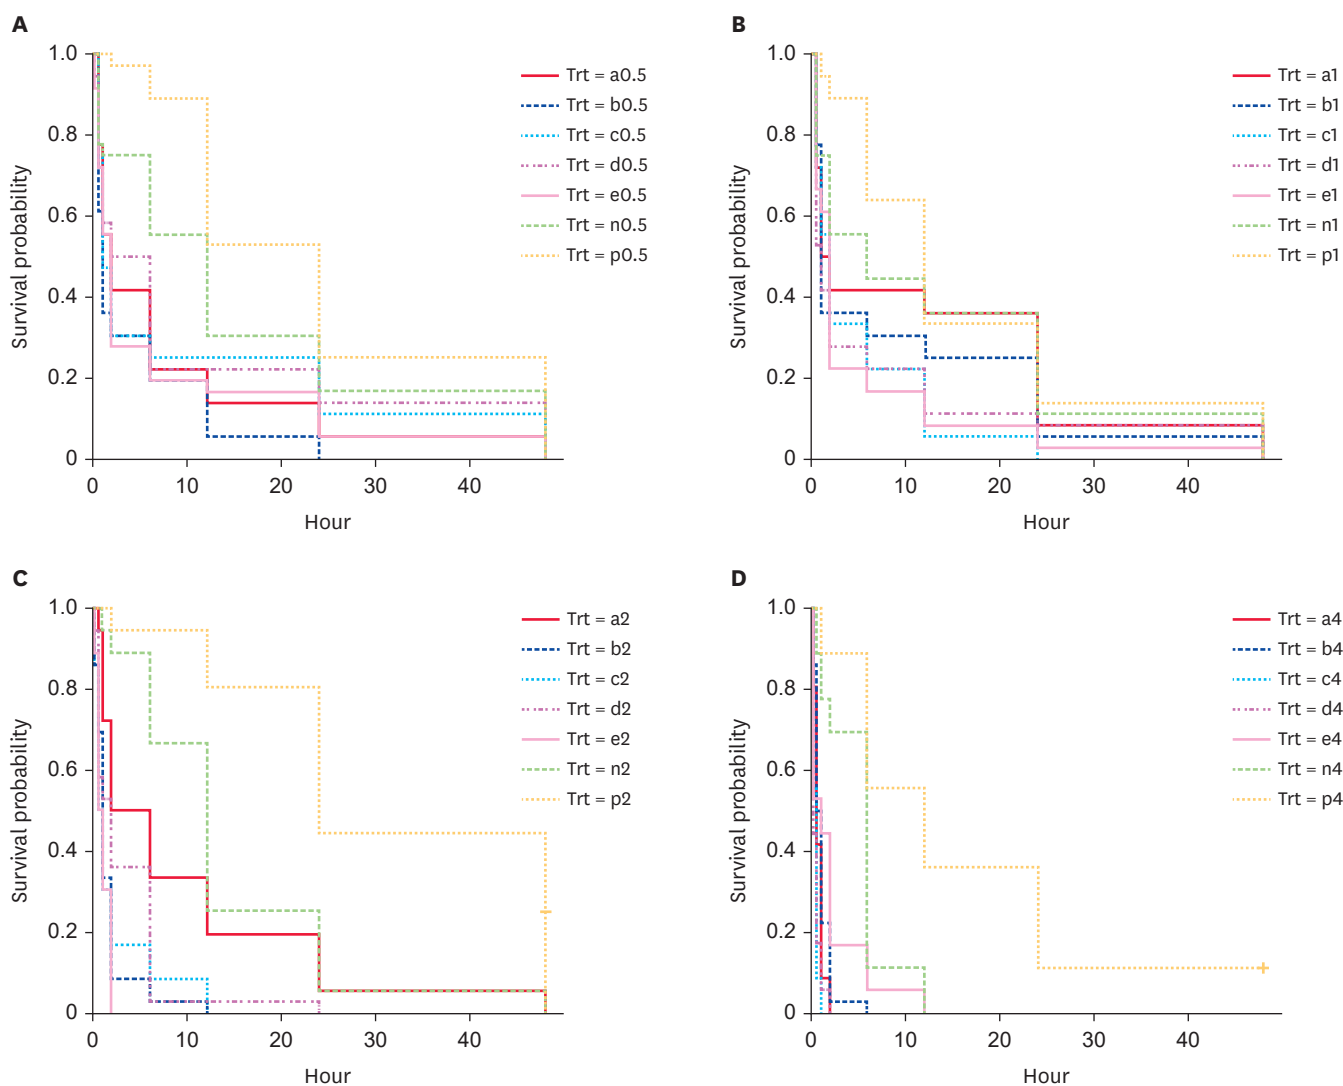 A
Survival probability
1.0
0.8
0.6
0.4
0.2
0
0 10 20 30 40
Hour
Trt = a0.5
Trt = b0.5
Trt = c0.5
Trt = d0.5
Trt = e0.5
Trt = n0.5
Trt = p0.5
B
Survival probability
1.0
0.8
0.6
0.4
0.2
0
0 10 20 30 40
Hour
Trt = a1
Trt = b1
Trt = c1
Trt = d1
Trt = e1
Trt = n1
Trt = p1
C
Survival probability
1.0
0.8
0.6
0.4
0.2
0
0 10 20 30 40
Hour
Trt = a2
Trt = b2
Trt = c2
Trt = d2
Trt = e2
Trt = n2
Trt = p2
D
Survival probability
1.0
0.8
0.6
0.4
0.2
0
0 10 20 30 40
Hour
Trt = a4
Trt = b4
Trt = c4
Trt = d4
Trt = e4
Trt = n4
Trt = p4